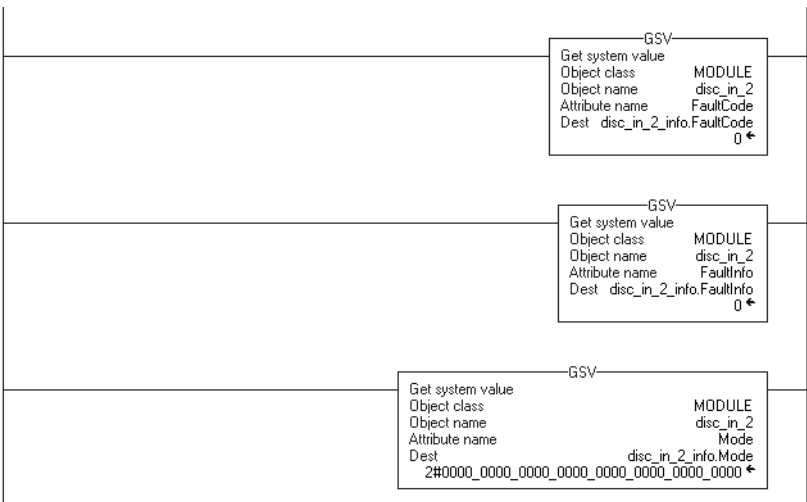 GSV
Get system value
Object class MODULE
Object name disc_in_2
Attribute name FaultCode
Dest disc_in_2_info.FaultCode
0
GSV
Get system value
Object class MODULE
Object name disc_in_2
Attribute name FaultInfo
Dest disc_in_2_info.FaultInfo
0
GSV
Get system value
Object class MODULE
Object name disc_in_2
Attribute name Mode
Dest disc_in_2_info.Mode
2#0000_0000_0000_0000_0000_0000_0000_0000